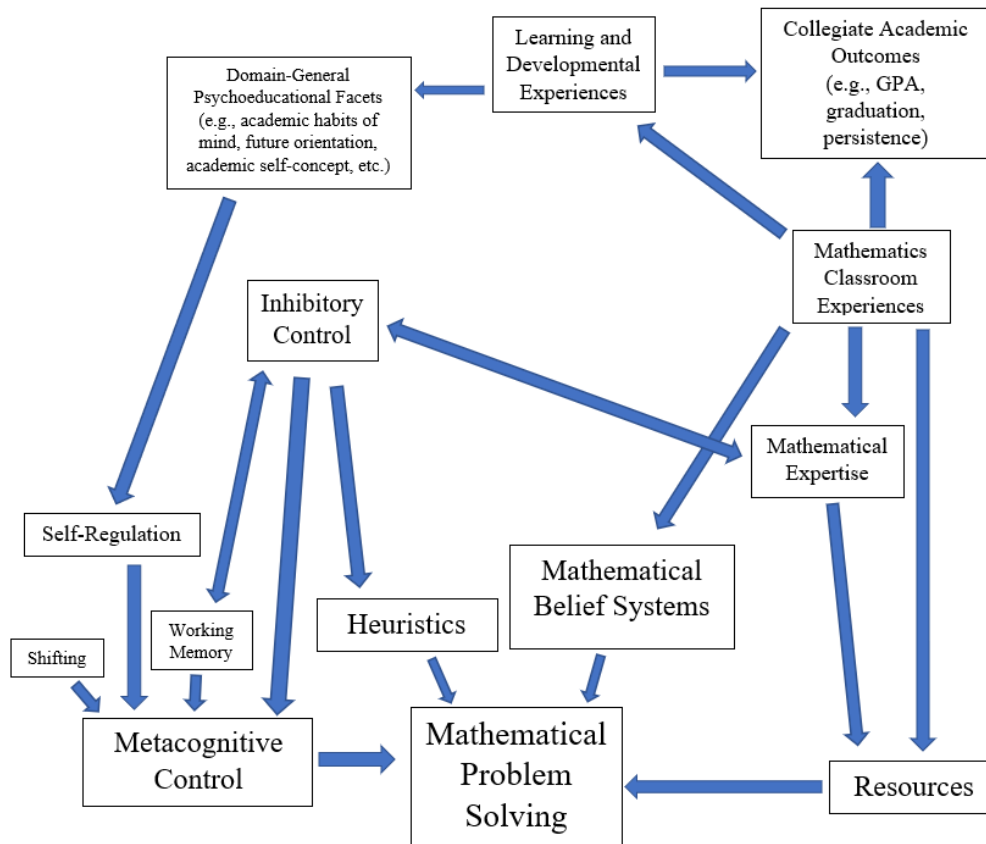 Learning and
Developmental
Experiences
Collegiate Academic
Outcomes
(e.g., GPA,
graduation,
persistence)
Domain-General
Psychoeducational Facets
(e.g., academic habits of
mind, future orientation,
academic self-concept, etc.)
Mathematics
Classroom
Experiences
Inhibitory
Control
Mathematical
Expertise
Self-Regulation
Mathematical
Belief Systems
Heuristics
Working
Memory
Shifting
Metacognitive
Control
Mathematical
Problem
Solving
Resources